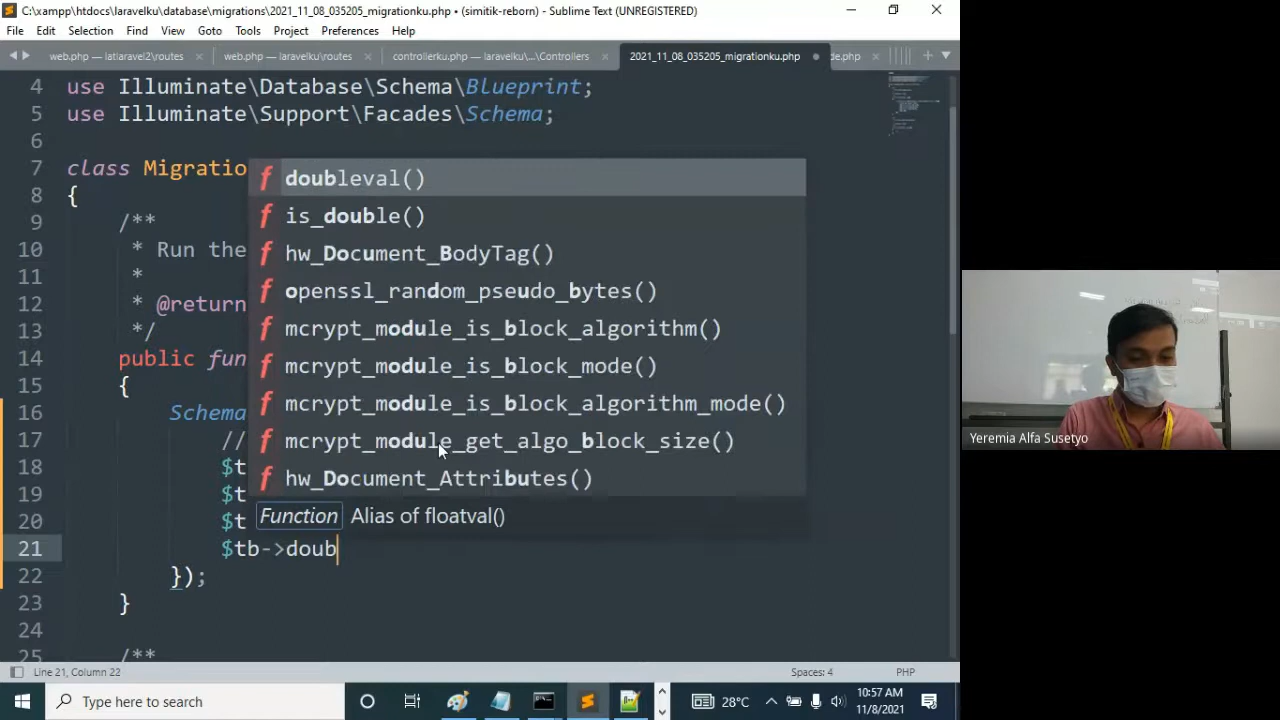 C:\xampp\htdocs\laravelku\database\migrations\2021_11_08_035205_migrationku.php • (simitik-reborn) - Sublime Text (UNREGISTERED)
File Edit Selection Find View Goto Tools Project Preferences Help
web.php — latlaravel2\routes web.php — laravelku\routes controllerku.php — laravelku\...\Controllers 2021_11_08_035205_migrationku.php de.php
4 use Illuminate\Database\Schema\Blueprint;
5 use Illuminate\Support\Facades\Schema;
6
7 class Migratio
8 {
9 /**
10 * Run the
11 *
12 * @return
13 */
14 public fun
15 {
16 Schema
17 //
18 $t
19 $t
20 $t
21 $tb->doub
22 });
23 }
24
25 /**
f doubleval()
f is_double()
f hw_Document_BodyTag()
f openssl_random_pseudo_bytes()
f mcrypt_module_is_block_algorithm()
f mcrypt_module_is_block_mode()
f mcrypt_module_is_block_algorithm_mode()
f mcrypt_module_get_algo_block_size()
f hw_Document_Attributes()
Function Alias of floatval()
Yeremia Alfa Susetyo
Line 21, Column 22 Spaces: 4 PHP
Type here to search 28°C 10:57 AM
11/8/2021